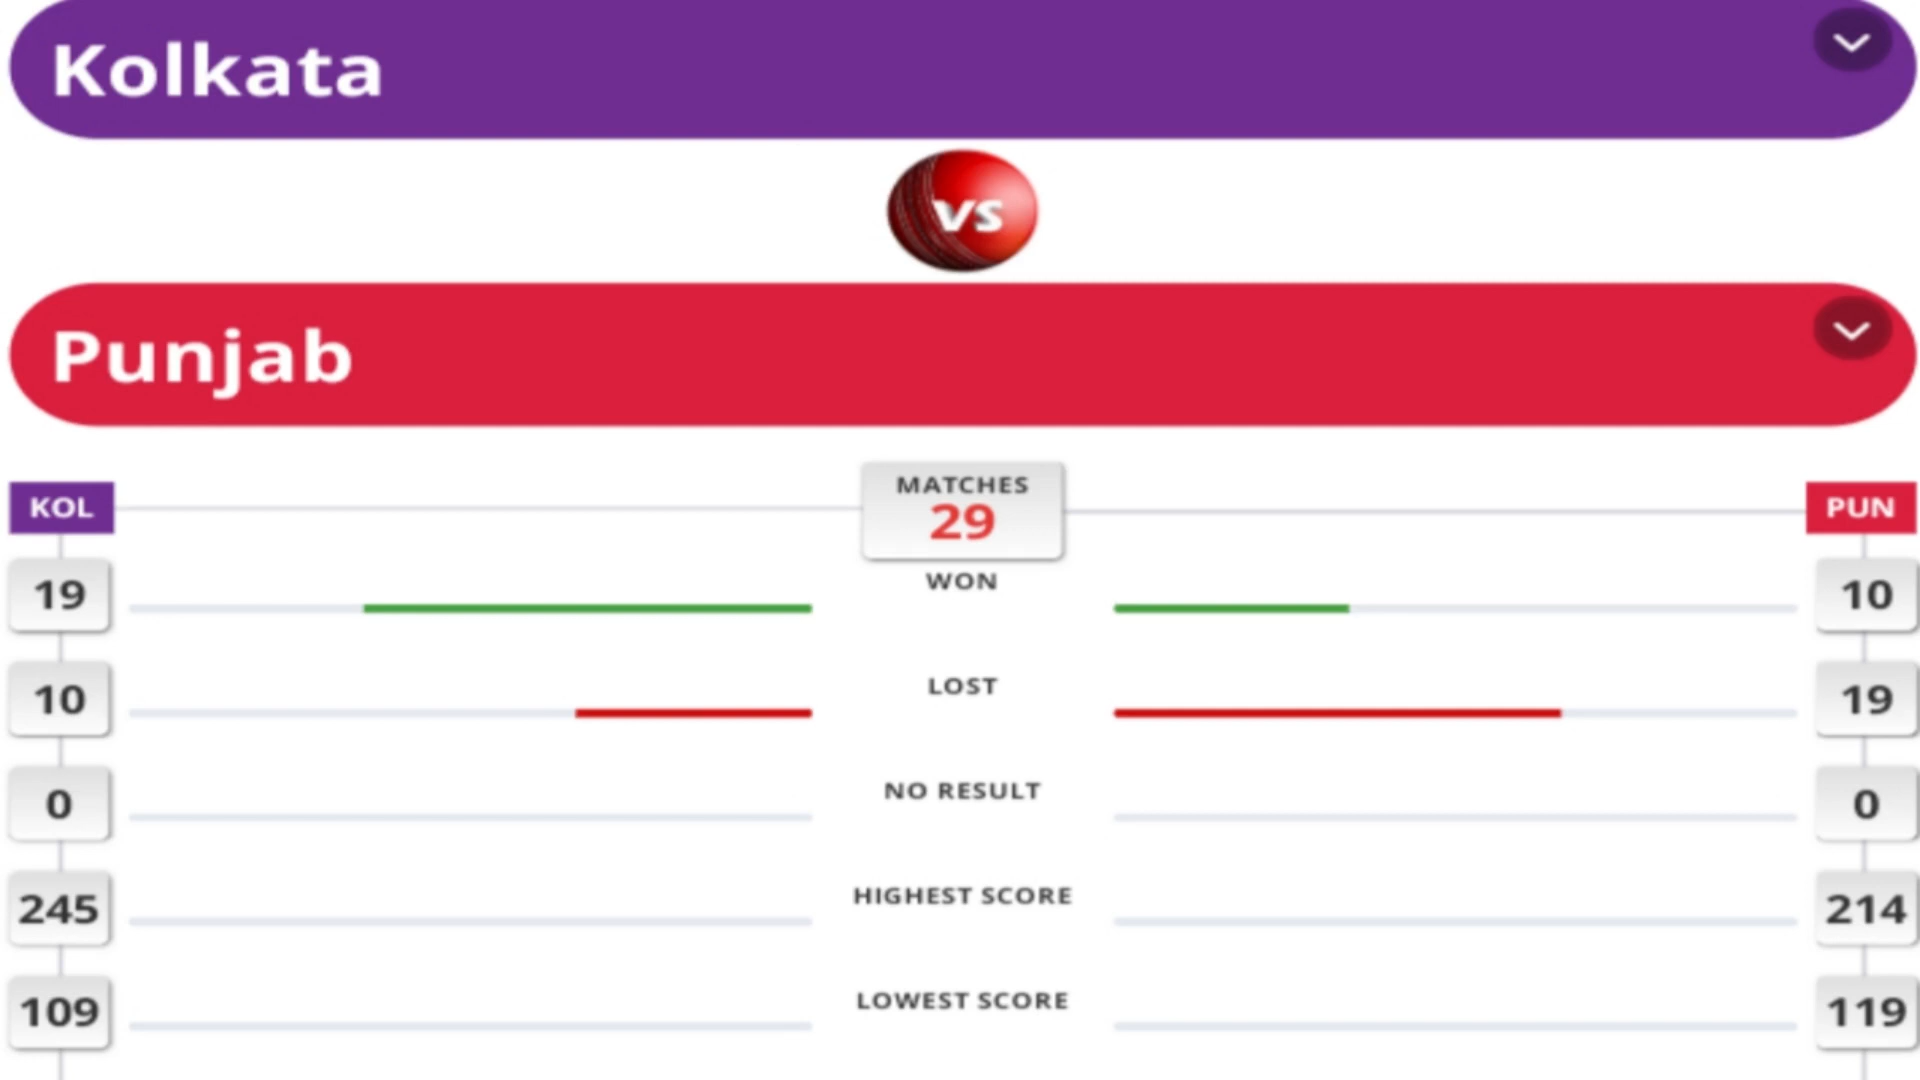 Kolkata
vs
Punjab
KOL
MATCHES
29
PUN
19
WON
10
10
LOST
19
0
NO RESULT
0
245
HIGHEST SCORE
214
109
LOWEST SCORE
119